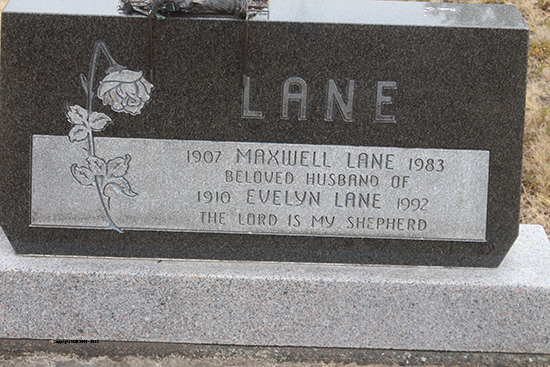 LANE
1907 MAXWELL LANE 1983
BELOVED HUSBAND OF
1910 EVELYN LANE 1992
THE LORD IS MY SHEPHERD